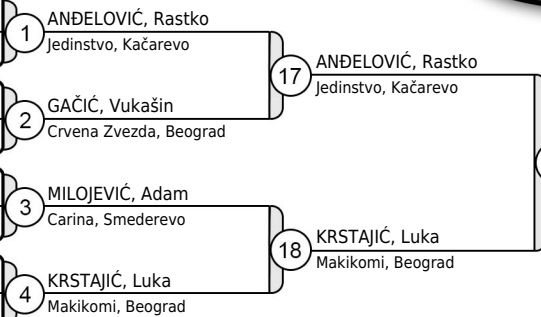 1
ANĐELOVIĆ, Rastko
Jedinstvo, Kačarevo
2
GAČIĆ, Vukašin
Crvena Zvezda, Beograd
3
MILOJEVIĆ, Adam
Carina, Smederevo
4
KRSTAJIĆ, Luka
Makikomi, Beograd
17
ANĐELOVIĆ, Rastko
Jedinstvo, Kačarevo
18
KRSTAJIĆ, Luka
Makikomi, Beograd